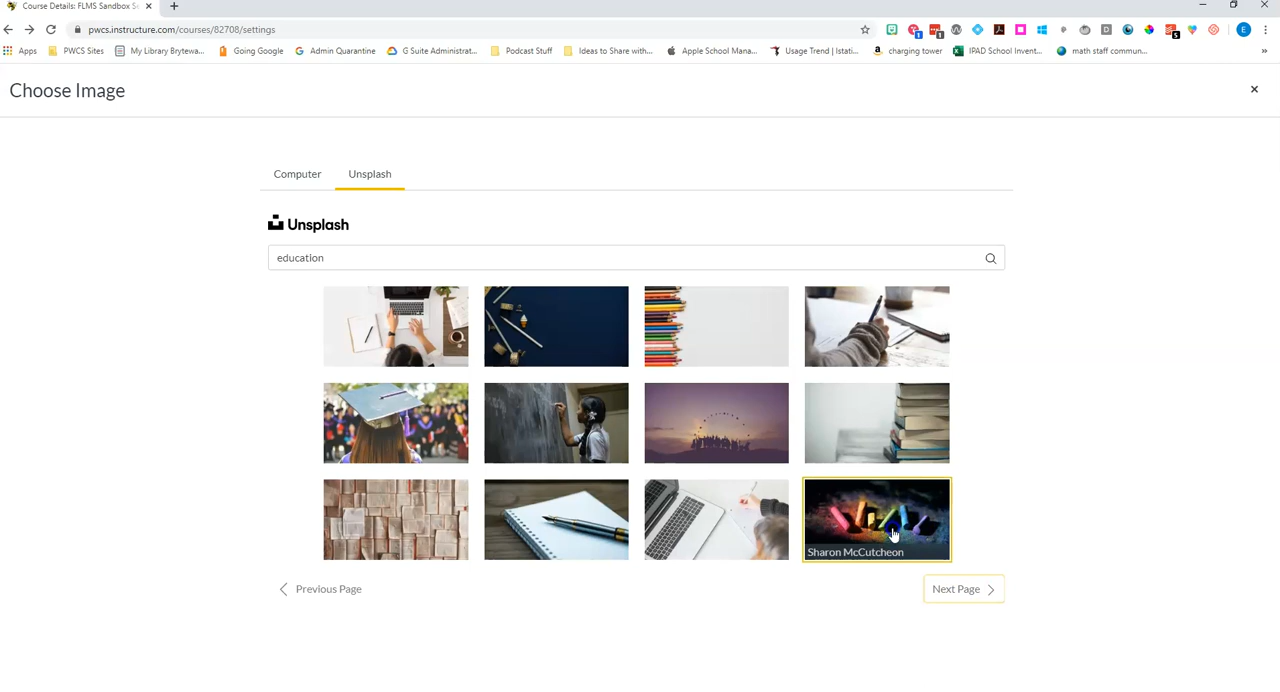 Course Details: FLMS Sandbox Se
pwcs.instructure.com/courses/82708/settings
Apps PWCS Sites My Library Brytewa... Going Google Admin Quarantine G Suite Administrat... Podcast Stuff Ideas to Share with... Apple School Mana... Usage Trend | Istati... charging tower JPAD School Invent... math staff commun...
Choose Image
Computer Unsplash
Unsplash
education
Sharon McCutcheon
Previous Page Next Page